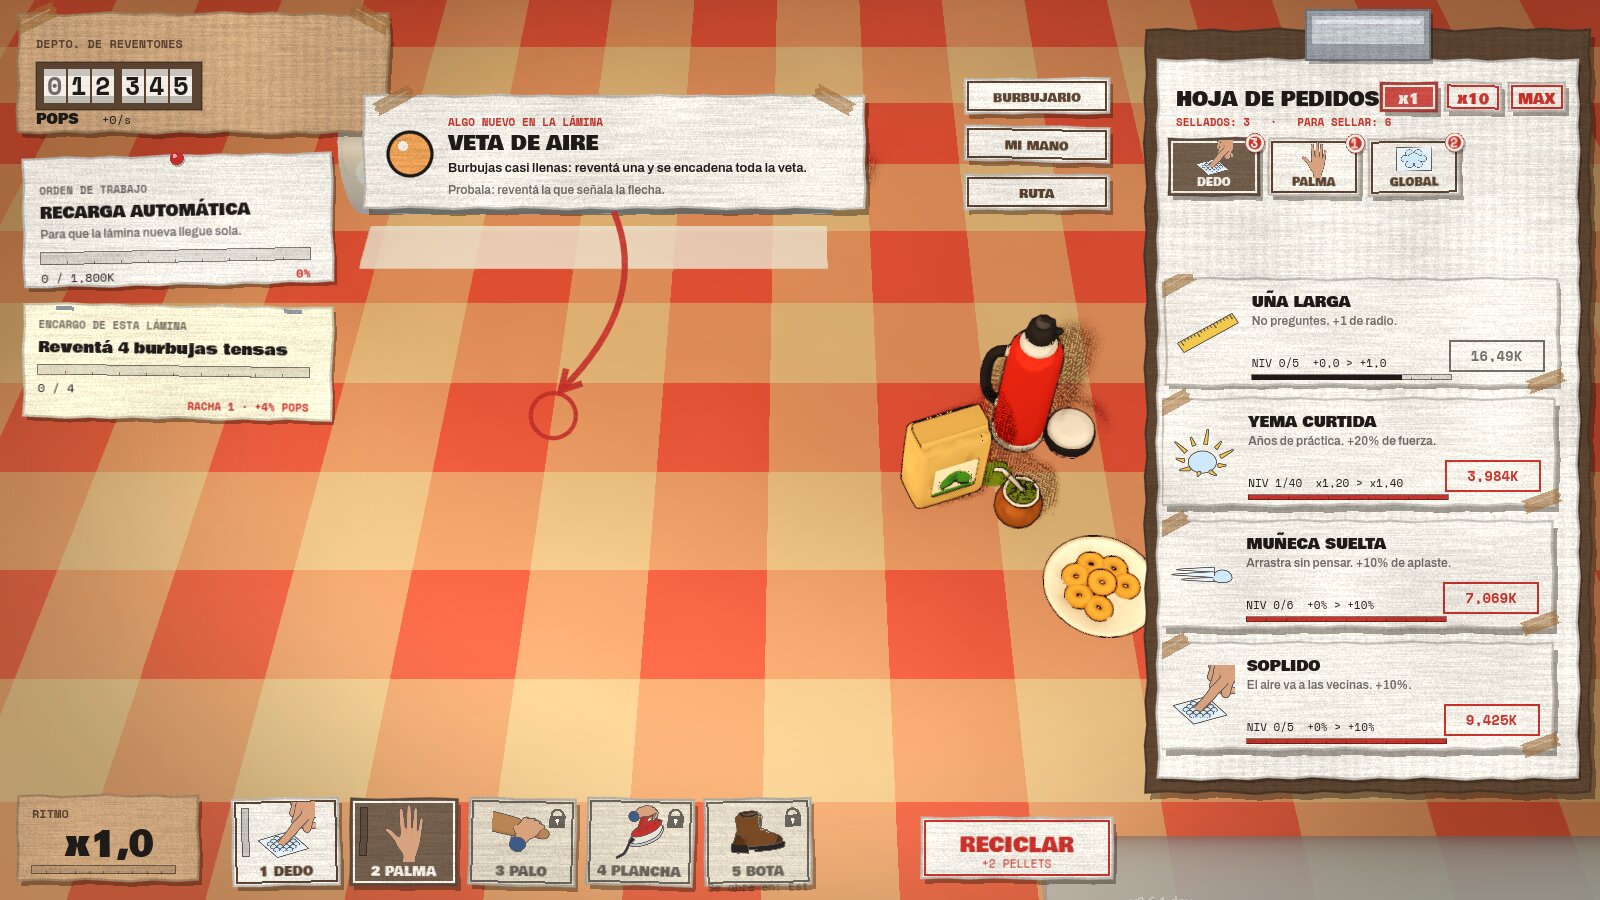 DEPTO. DE REVENTONES
012345
POPS +0/s
ORDEN DE TRABAJO
RECARGA AUTOMÁTICA
Para que la lámina nueva llegue sola.
0 / 1.800K 0%
ENCARGO DE ESTA LÁMINA
Reventá 4 burbujas tensas
0 / 4
RACHA 1 · +4% POPS
ALGO NUEVO EN LA LÁMINA
VETA DE AIRE
Burbujas casi llenas: reventá una y se encadena toda la veta.
Probala: reventá la que señala la flecha.
BURBUJARIO
MI MANO
RUTA
HOJA DE PEDIDOS x1 x10 MAX
SELLADOS: 3 · PARA SELLAR: 6
DEDO 3
PALMA 1
GLOBAL 2
UÑA LARGA
No preguntes. +1 de radio.
NIV 0/5 +0,0 > +1,0
16,49K
YEMA CURTIDA
Años de práctica. +20% de fuerza.
NIV 1/40 x1,20 > x1,40
3,984K
MUÑECA SUELTA
Arrastra sin pensar. +10% de aplaste.
NIV 0/6 +0% > +10%
7,069K
SOPLIDO
El aire va a las vecinas. +10%.
NIV 0/5 +0% > +10%
9,425K
RITMO
x1,0
1 DEDO
2 PALMA
3 PALO
4 PLANCHA
5 BOTA
Se abre en: Est
RECICLAR
+2 PELLETS